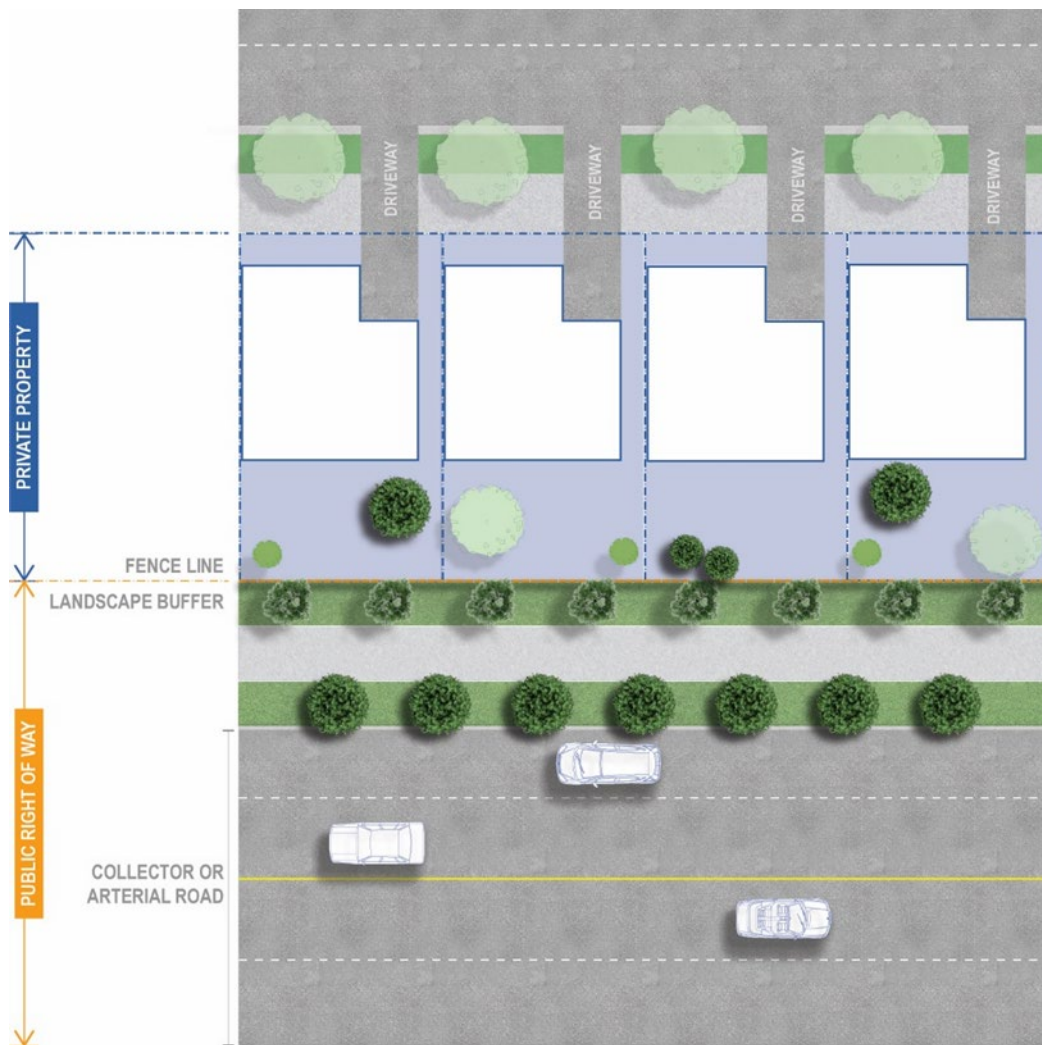 DRIVEWAY
DRIVEWAY
DRIVEWAY
DRIVEWAY
PRIVATE PROPERTY
FENCE LINE
LANDSCAPE BUFFER
PUBLIC RIGHT OF WAY
COLLECTOR OR
ARTERIAL ROAD